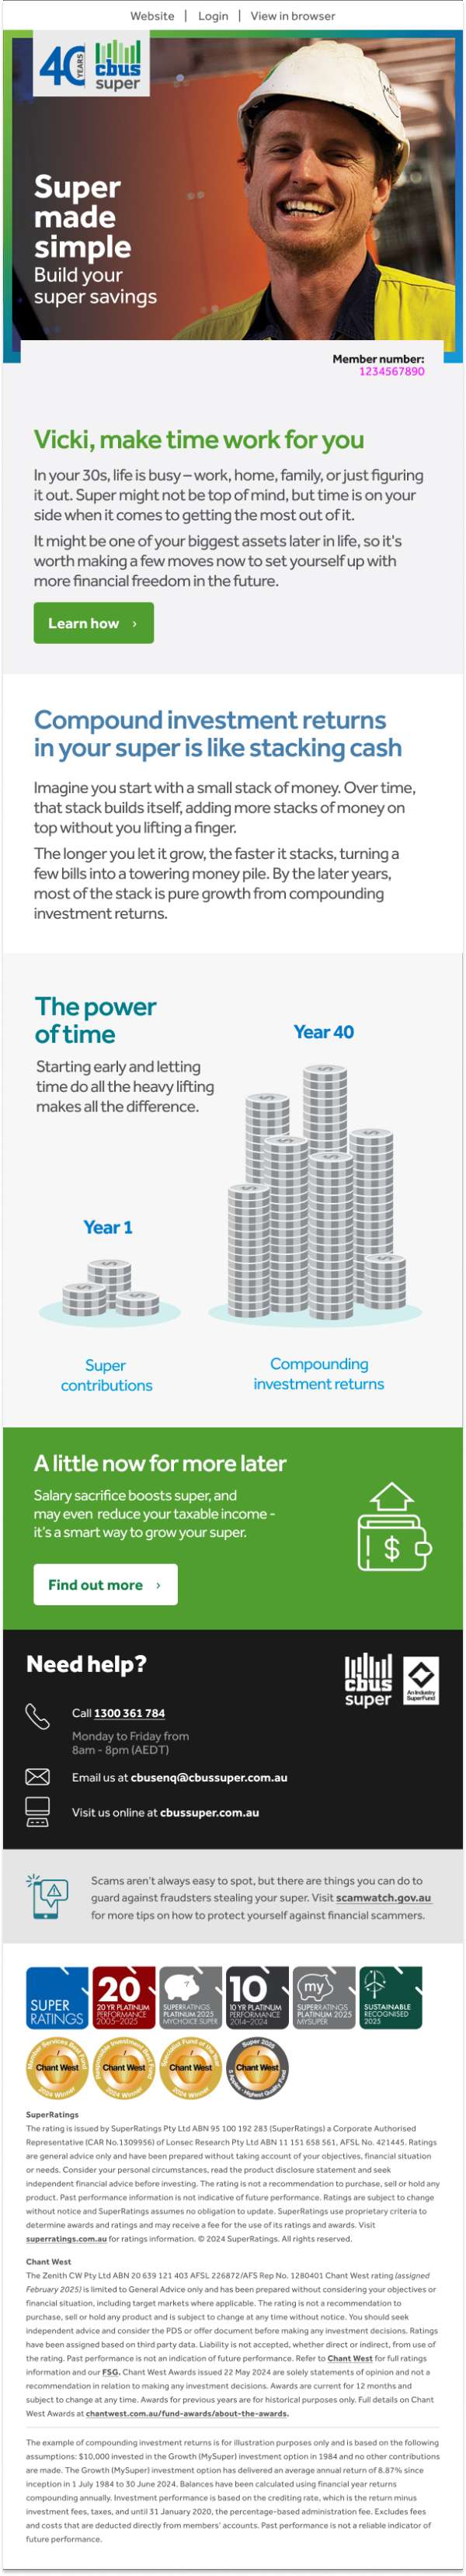 Website | Login | View in browser
40 YEARS
cbus
super
Super
made
simple
Build your
super savings
Member number:
1234567890
Vicki, make time work for you
In your 30s, life is busy – work, home, family, or just figuring
it out. Super might not be top of mind, but time is on your
side when it comes to getting the most out of it.
It might be one of your biggest assets later in life, so it's
worth making a few moves now to set yourself up with
more financial freedom in the future.
Learn how ›
Compound investment returns
in your super is like stacking cash
Imagine you start with a small stack of money. Over time,
that stack builds itself, adding more stacks of money on
top without you lifting a finger.
The longer you let it grow, the faster it stacks, turning a
few bills into a towering money pile. By the later years,
most of the stack is pure growth from compounding
investment returns.
The power
of time
Starting early and letting
time do all the heavy lifting
makes all the difference.
Year 40
Year 1
Super
contributions
Compounding
investment returns
A little now for more later
Salary sacrifice boosts super, and
may even reduce your taxable income -
it's a smart way to grow your super.
$
Find out more ›
Need help?
cbus
super
An Industry
SuperFund
Call 1300 361 784
Monday to Friday from
8am - 8pm (AEDT)
Email us at cbusenq@cbussuper.com.au
Visit us online at cbussuper.com.au
Scams aren't always easy to spot, but there are things you can do to
guard against fraudsters stealing your super. Visit scamwatch.gov.au
for more tips on how to protect yourself against financial scammers.
SUPER
RATINGS
20
20 YR PLATINUM
PERFORMANCE
2005-2025
SUPERRATINGS
PLATINUM 2025
MYCHOICE SUPER
10
10 YR PLATINUM
PERFORMANCE
2014-2024
my
SUPERRATINGS
PLATINUM 2025
MYSUPER
SUSTAINABLE
RECOGNISED
2025
Chant West
2024 Winner
Chant West
2024 Winner
Chant West
2024 Winner
Super 2025
Chant West
SuperRatings
The rating is issued by SuperRatings Pty Ltd ABN 95 100 192 283 (SuperRatings) a Corporate Authorised
Representative (CAR No.1309956) of Lonsec Research Pty Ltd ABN 11 151 658 561, AFSL No. 421445. Ratings
are general advice only and have been prepared without taking account of your objectives, financial situation
or needs. Consider your personal circumstances, read the product disclosure statement and seek
independent financial advice before investing. The rating is not a recommendation to purchase, sell or hold any
product. Past performance information is not indicative of future performance. Ratings are subject to change
without notice and SuperRatings assumes no obligation to update. SuperRatings use proprietary criteria to
determine awards and ratings and may receive a fee for the use of its ratings and awards. Visit
superratings.com.au for ratings information. © 2024 SuperRatings. All rights reserved.
Chant West
The Zenith CW Pty Ltd ABN 20 639 121 403 AFSL 226872/AFS Rep No. 1280401 Chant West rating (assigned
February 2025) is limited to General Advice only and has been prepared without considering your objectives or
financial situation, including target markets where applicable. The rating is not a recommendation to
purchase, sell or hold any product and is subject to change at any time without notice. You should seek
independent advice and consider the PDS or offer document before making any investment decisions. Ratings
have been assigned based on third party data. Liability is not accepted, whether direct or indirect, from use of
the rating. Past performance is not an indication of future performance. Refer to Chant West for full ratings
information and our FSG. Chant West Awards issued 22 May 2024 are solely statements of opinion and not a
recommendation in relation to making any investment decisions. Awards are current for 12 months and
subject to change at any time. Awards for previous years are for historical purposes only. Full details on Chant
West Awards at chantwest.com.au/fund-awards/about-the-awards.
The example of compounding investment returns is for illustration purposes only and is based on the following
assumptions: $10,000 invested in the Growth (MySuper) investment option in 1984 and no other contributions
are made. The Growth (MySuper) investment option has delivered an average annual return of 8.87% since
inception in 1 July 1984 to 30 June 2024. Balances have been calculated using financial year returns
compounding annually. Investment performance is based on the crediting rate, which is the return minus
investment fees, taxes, and until 31 January 2020, the percentage-based administration fee. Excludes fees
and costs that are deducted directly from members' accounts. Past performance is not a reliable indicator of
future performance.